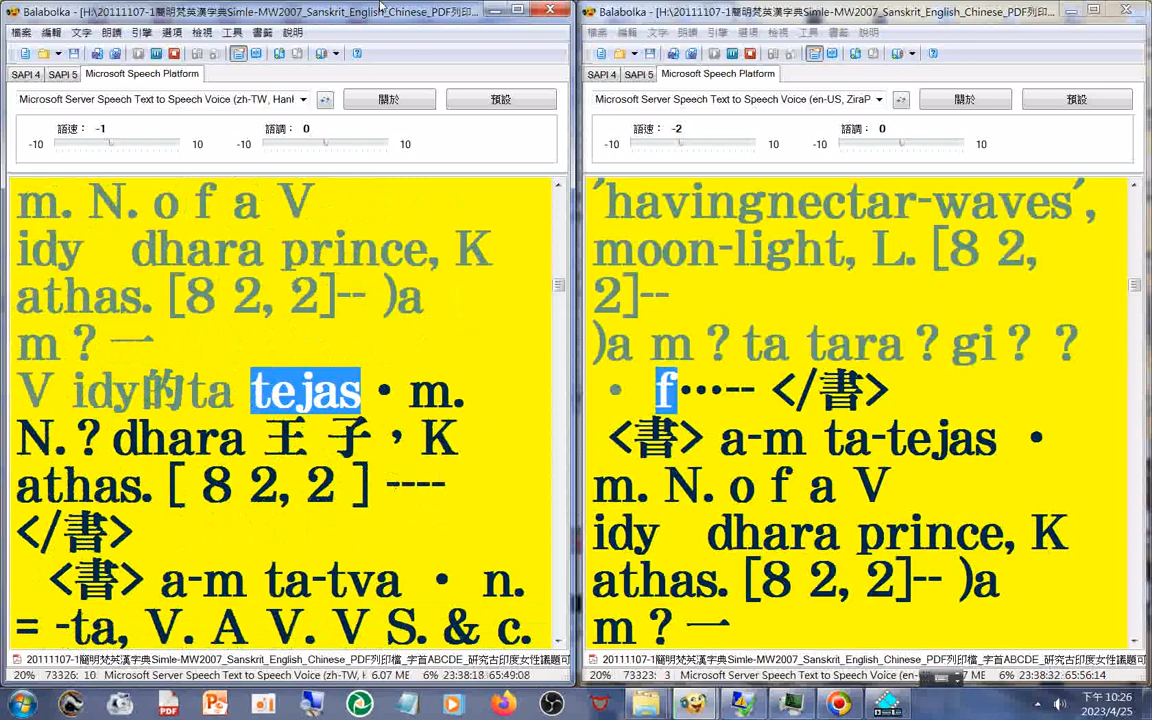 Balabolka - [H:\20111107-1簡明梵英漢字典Simle-MW2007_Sanskrit_English_Chinese_PDF列印...
檔案 編輯 文字 朗讀 引擎 選項 檢視 工具 書籤 說明
SAPI 4 SAPI 5 Microsoft Speech Platform
Microsoft Server Speech Text to Speech Voice (zh-TW, Hanl 關於 預設
語速： -1 語調： 0
-10 10 -10 10
m. N. o f a V
idy dhara prince, K
athas. [8 2, 2]-- )a
m ? 一
V idy的ta tejas • m.
N. ? dhara 王 子，K
athas. [ 8 2, 2 ] ----
</書>
<書> a-m ta-tva • n.
= -ta, V. A V. V S. & c.
20111107-1簡明梵英漢字典Simle-MW2007_Sanskrit_English_Chinese_PDF列印檔_字首ABCDE_研究古印度女性議題可
20% 73326: 10 Modified Microsoft Server Speech Text to Speech Voice (zh-TW, H 6.07 ME 6% 23:38:18 65:49:08
Balabolka - [H:\20111107-1簡明梵英漢字典Simle-MW2007_Sanskrit_English_Chinese_PDF列印...
檔案 編輯 文字 朗讀 引擎 選項 檢視 工具 書籤 說明
SAPI 4 SAPI 5 Microsoft Speech Platform
Microsoft Server Speech Text to Speech Voice (en-US, ZiraP 關於 預設
語速： -2 語調： 0
-10 10 -10 10
'havingnectar-waves',
moon-light, L. [8 2,
2]--
)a m ? ta tara ? gi ? ?
• f…-- </書>
<書> a-m ta-tejas •
m. N. o f a V
idy dhara prince, K
athas. [8 2, 2]-- )a
m ? 一
20111107-1簡明梵英漢字典Simle-MW2007_Sanskrit_English_Chinese_PDF列印檔_字首ABCDE_研究古印度女性議題可
20% 73323: 3 Modified Microsoft Server Speech Text to Speech Voice (en-U 6% 23:38:32 65:56:14
下午 10:26
2023/4/25